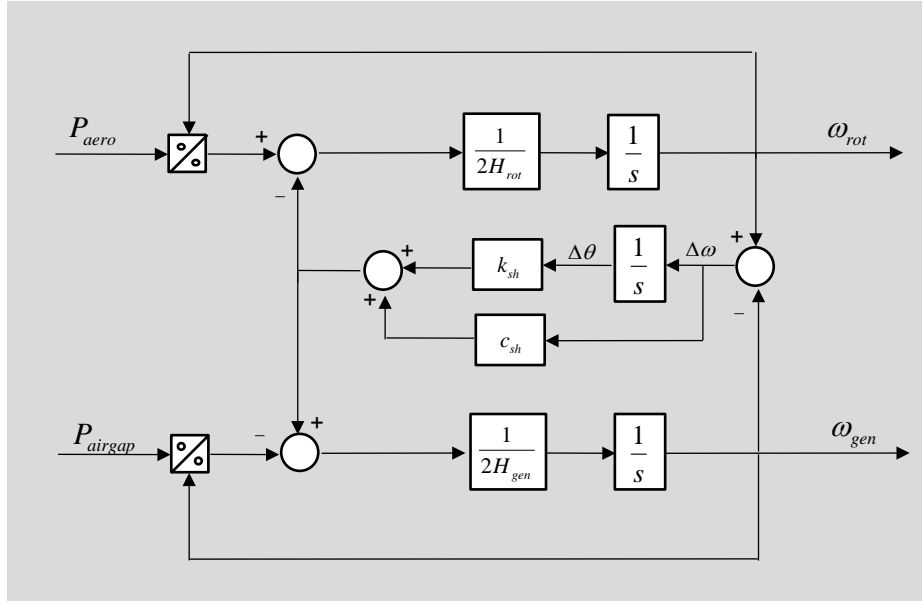 P_aero + − 1/2H_rot 1/s ω_rot
+ + k_sh Δθ 1/s Δω + −
c_sh
P_airgap − + 1/2H_gen 1/s ω_gen